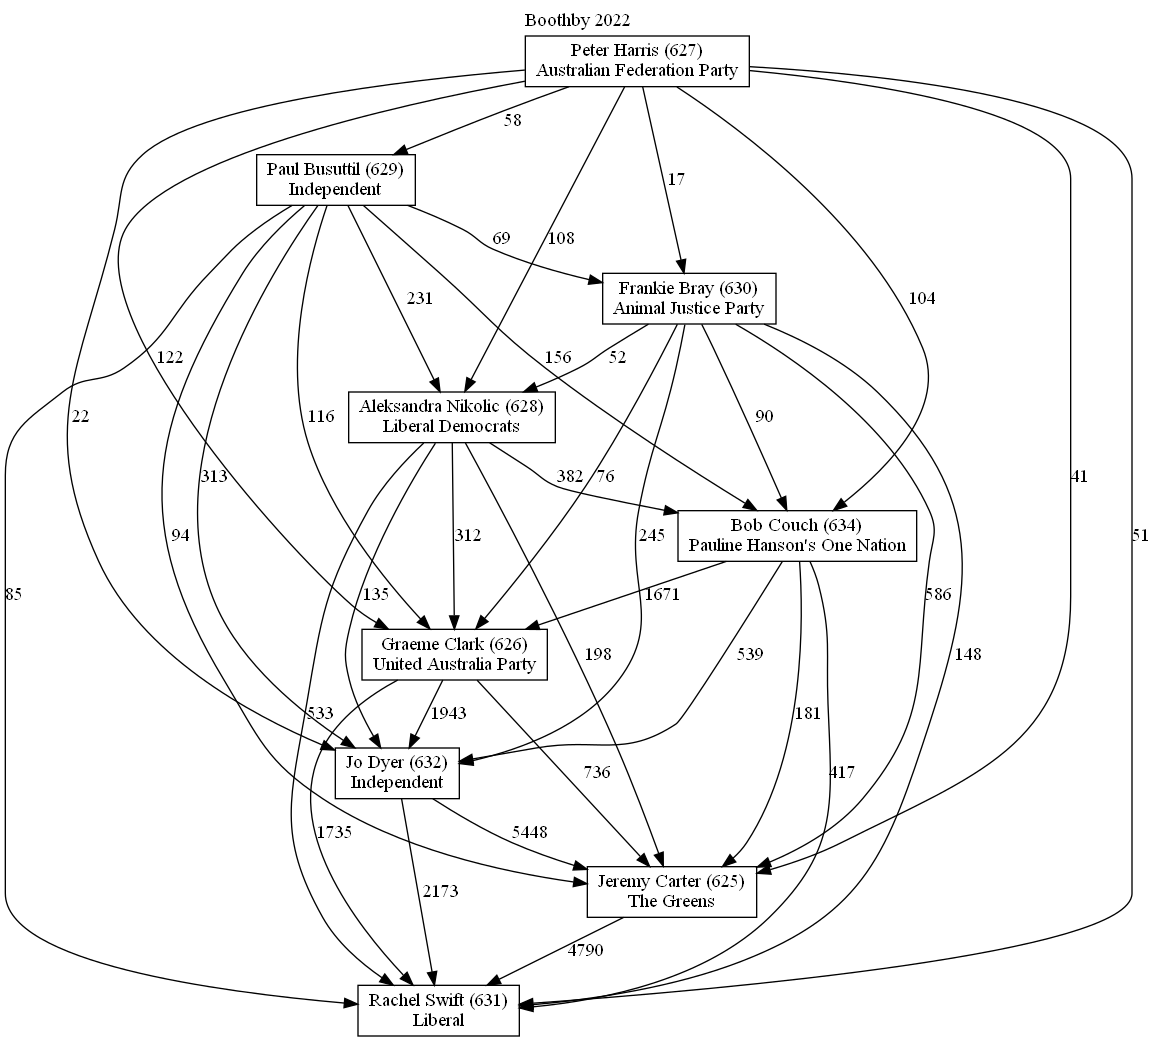 Boothby 2022
Peter Harris (627)
Australian Federation Party
58
Paul Busuttil (629)
Independent
17
69
108
Frankie Bray (630)
Animal Justice Party
231
104
122
156
52
Aleksandra Nikolic (628)
Liberal Democrats
22
116
90
313
382
76
41
Bob Couch (634)
Pauline Hanson's One Nation
94
312
245
51
85
135
1671
586
Graeme Clark (626)
United Australia Party
198
539
148
533
1943
181
Jo Dyer (632)
Independent
736
417
1735
5448
Jeremy Carter (625)
The Greens
2173
4790
Rachel Swift (631)
Liberal